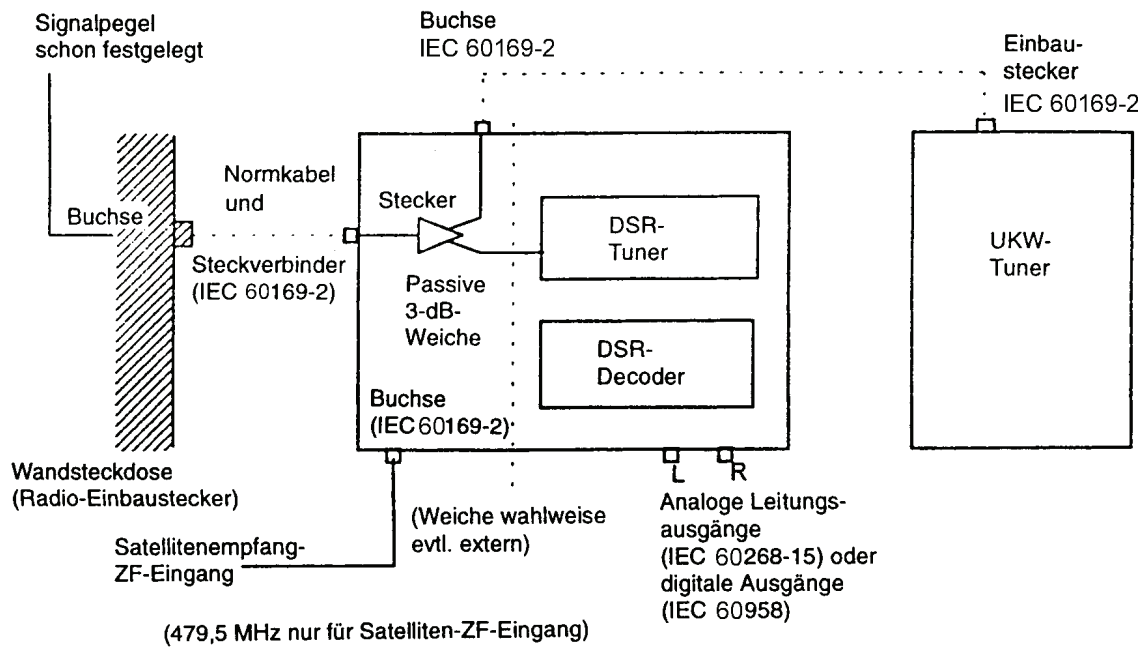 Signalpegel
schon festgelegt
Buchse
IEC 60169-2
Einbau-
stecker
IEC 60169-2
Normkabel
und
Buchse
Stecker
DSR-
Tuner
UKW-
Tuner
Steckverbinder
(IEC 60169-2)
Passive
3-dB-
Weiche
DSR-
Decoder
Buchse
(IEC 60169-2)
Wandsteckdose
(Radio-Einbaustecker)
L
R
Analoge Leitungs-
ausgänge
(IEC 60268-15) oder
digitale Ausgänge
(IEC 60958)
(Weiche wahlweise
evtl. extern)
Satellitenempfang-
ZF-Eingang
(479,5 MHz nur für Satelliten-ZF-Eingang)